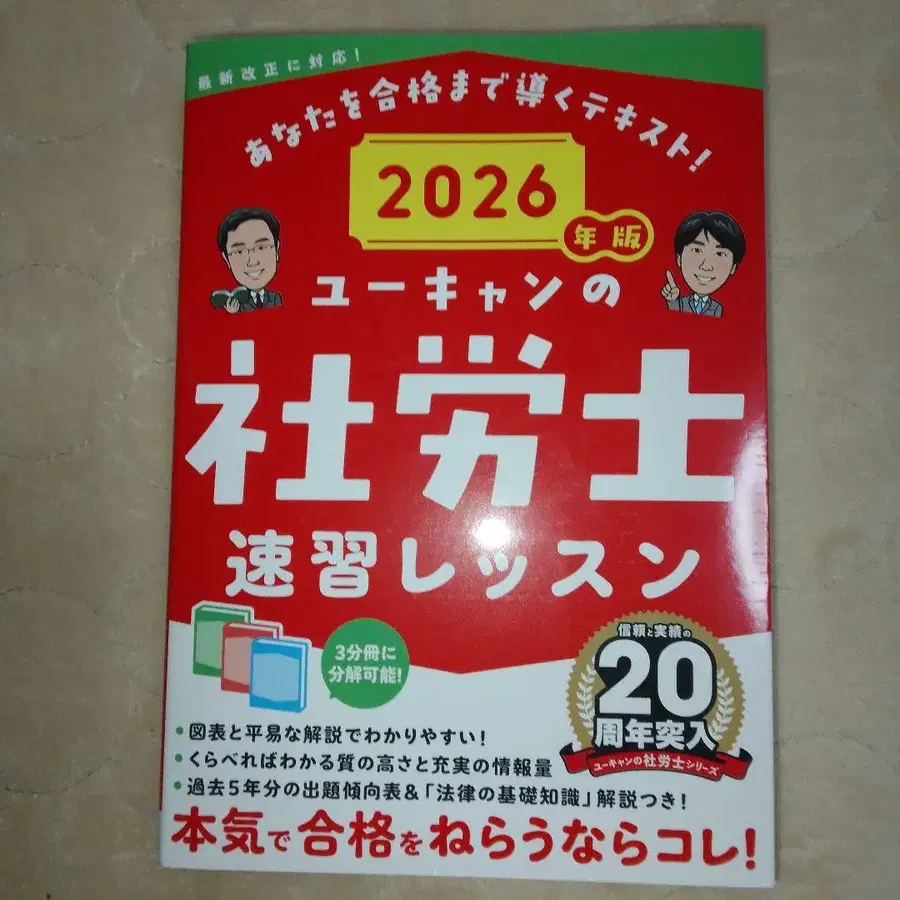 最新改正に対応！
あなたを合格まで導くテキスト！
2026
年版
ユーキャンの
社労士
速習レッスン
3分冊に
分解可能！
信頼と実績の
20
周年突入
ユーキャンの社労士シリーズ
・図表と平易な解説でわかりやすい！
・くらべればわかる質の高さと充実の情報量
・過去5年分の出題傾向表＆「法律の基礎知識」解説つき！
本気で合格をねらうならコレ！